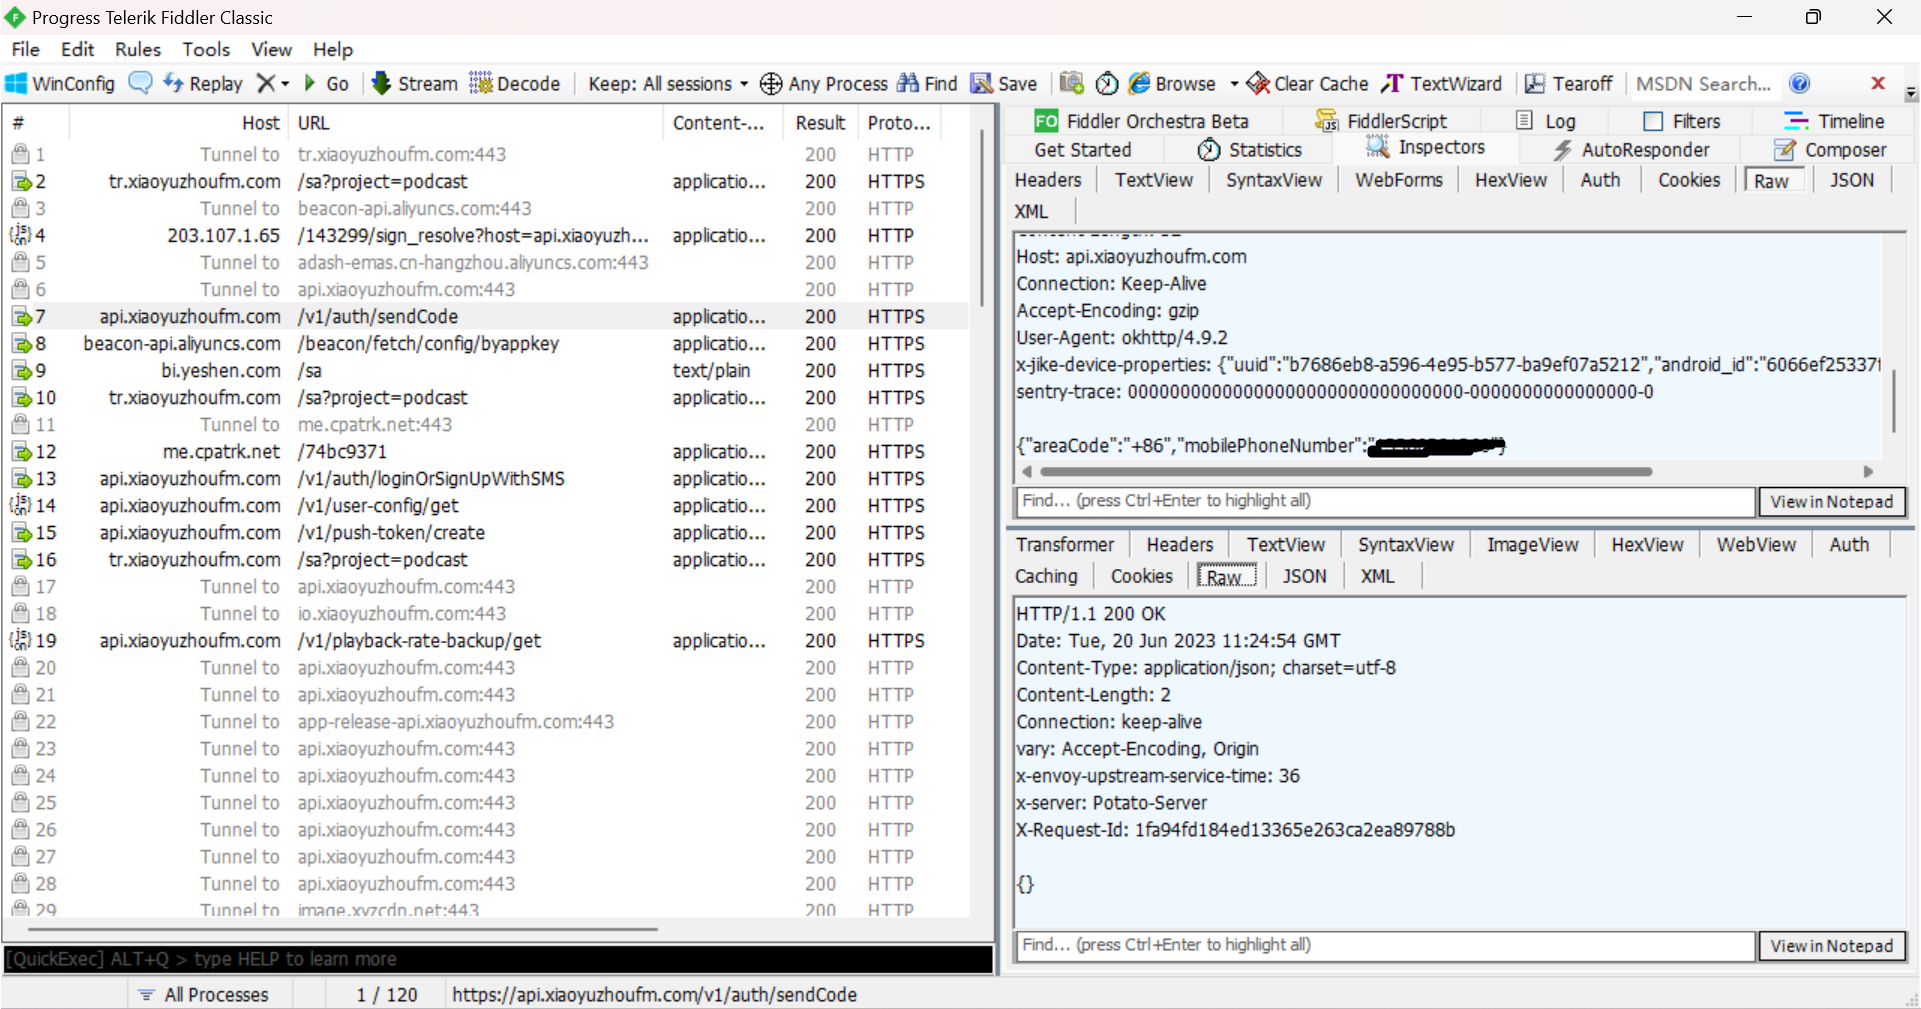 Progress Telerik Fiddler Classic
File Edit Rules Tools View Help
WinConfig Replay Go Stream Decode Keep: All sessions Any Process Find Save Browse Clear Cache TextWizard Tearoff MSDN Search...
# Host URL Content-... Result Proto...
1 Tunnel to tr.xiaoyuzhoufm.com:443 200 HTTP
2 tr.xiaoyuzhoufm.com /sa?project=podcast applicatio... 200 HTTPS
3 Tunnel to beacon-api.aliyuncs.com:443 200 HTTP
4 203.107.1.65 /143299/sign_resolve?host=api.xiaoyuzh... applicatio... 200 HTTP
5 Tunnel to adash-emas.cn-hangzhou.aliyuncs.com:443 200 HTTP
6 Tunnel to api.xiaoyuzhoufm.com:443 200 HTTP
7 api.xiaoyuzhoufm.com /v1/auth/sendCode applicatio... 200 HTTPS
8 beacon-api.aliyuncs.com /beacon/fetch/config/byappkey applicatio... 200 HTTPS
9 bi.yeshen.com /sa text/plain 200 HTTPS
10 tr.xiaoyuzhoufm.com /sa?project=podcast applicatio... 200 HTTPS
11 Tunnel to me.cpatrk.net:443 200 HTTP
12 me.cpatrk.net /74bc9371 applicatio... 200 HTTPS
13 api.xiaoyuzhoufm.com /v1/auth/loginOrSignUpWithSMS applicatio... 200 HTTPS
14 api.xiaoyuzhoufm.com /v1/user-config/get applicatio... 200 HTTPS
15 api.xiaoyuzhoufm.com /v1/push-token/create applicatio... 200 HTTPS
16 tr.xiaoyuzhoufm.com /sa?project=podcast applicatio... 200 HTTPS
17 Tunnel to api.xiaoyuzhoufm.com:443 200 HTTP
18 Tunnel to io.xiaoyuzhoufm.com:443 200 HTTP
19 api.xiaoyuzhoufm.com /v1/playback-rate-backup/get applicatio... 200 HTTPS
20 Tunnel to api.xiaoyuzhoufm.com:443 200 HTTP
21 Tunnel to api.xiaoyuzhoufm.com:443 200 HTTP
22 Tunnel to app-release-api.xiaoyuzhoufm.com:443 200 HTTP
23 Tunnel to api.xiaoyuzhoufm.com:443 200 HTTP
24 Tunnel to api.xiaoyuzhoufm.com:443 200 HTTP
25 Tunnel to api.xiaoyuzhoufm.com:443 200 HTTP
26 Tunnel to api.xiaoyuzhoufm.com:443 200 HTTP
27 Tunnel to api.xiaoyuzhoufm.com:443 200 HTTP
28 Tunnel to api.xiaoyuzhoufm.com:443 200 HTTP
29 Tunnel to image.xyzcdn.net:443 200 HTTP
[QuickExec] ALT+Q > type HELP to learn more
All Processes 1 / 120 https://api.xiaoyuzhoufm.com/v1/auth/sendCode
FO Fiddler Orchestra Beta FiddlerScript Log Filters Timeline
Get Started Statistics Inspectors AutoResponder Composer
Headers TextView SyntaxView WebForms HexView Auth Cookies Raw JSON
XML
Host: api.xiaoyuzhoufm.com
Connection: Keep-Alive
Accept-Encoding: gzip
User-Agent: okhttp/4.9.2
x-jike-device-properties: {"uuid":"b7686eb8-a596-4e95-b577-ba9ef07a5212","android_id":"6066ef25337f
sentry-trace: 00000000000000000000000000000000-0000000000000000-0
{"areaCode":"+86","mobilePhoneNumber":"
Find... (press Ctrl+Enter to highlight all) View in Notepad
Transformer Headers TextView SyntaxView ImageView HexView WebView Auth
Caching Cookies Raw JSON XML
HTTP/1.1 200 OK
Date: Tue, 20 Jun 2023 11:24:54 GMT
Content-Type: application/json; charset=utf-8
Content-Length: 2
Connection: keep-alive
vary: Accept-Encoding, Origin
x-envoy-upstream-service-time: 36
x-server: Potato-Server
X-Request-Id: 1fa94fd184ed13365e263ca2ea89788b
{}
Find... (press Ctrl+Enter to highlight all) View in Notepad